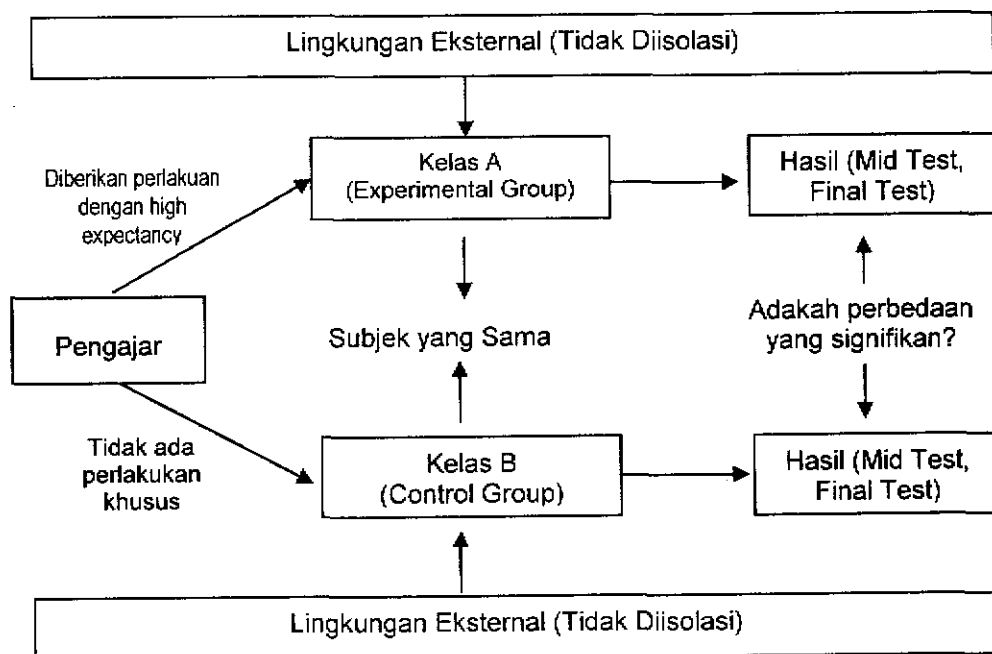 Lingkungan Eksternal (Tidak Diisolasi)
Kelas A
(Experimental Group)
Hasil (Mid Test,
Final Test)
Diberikan perlakuan
dengan high
expectancy
Pengajar
Subjek yang Sama
Adakah perbedaan
yang signifikan?
Tidak ada
perlakukan
khusus
Kelas B
(Control Group)
Hasil (Mid Test,
Final Test)
Lingkungan Eksternal (Tidak Diisolasi)